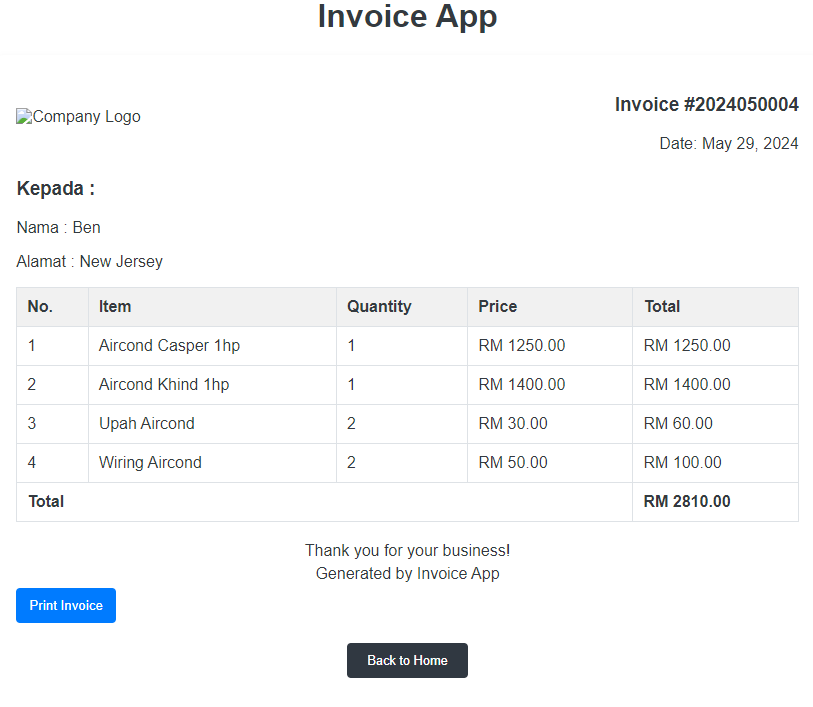 Invoice App
Company Logo
Invoice #2024050004
Date: May 29, 2024
Kepada :
Nama : Ben
Alamat : New Jersey
No. Item Quantity Price Total
1 Aircond Casper 1hp 1 RM 1250.00 RM 1250.00
2 Aircond Khind 1hp 1 RM 1400.00 RM 1400.00
3 Upah Aircond 2 RM 30.00 RM 60.00
4 Wiring Aircond 2 RM 50.00 RM 100.00
Total RM 2810.00
Thank you for your business!
Generated by Invoice App
Print Invoice
Back to Home